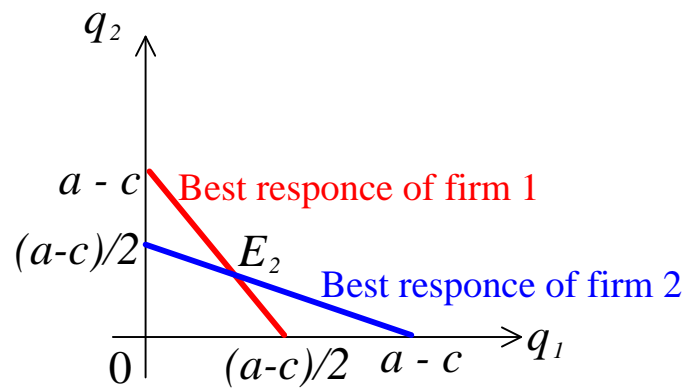 q₂
a - c
Best responce of firm 1
(a-c)/2
E₂
Best responce of firm 2
q₁
0
(a-c)/2
a - c